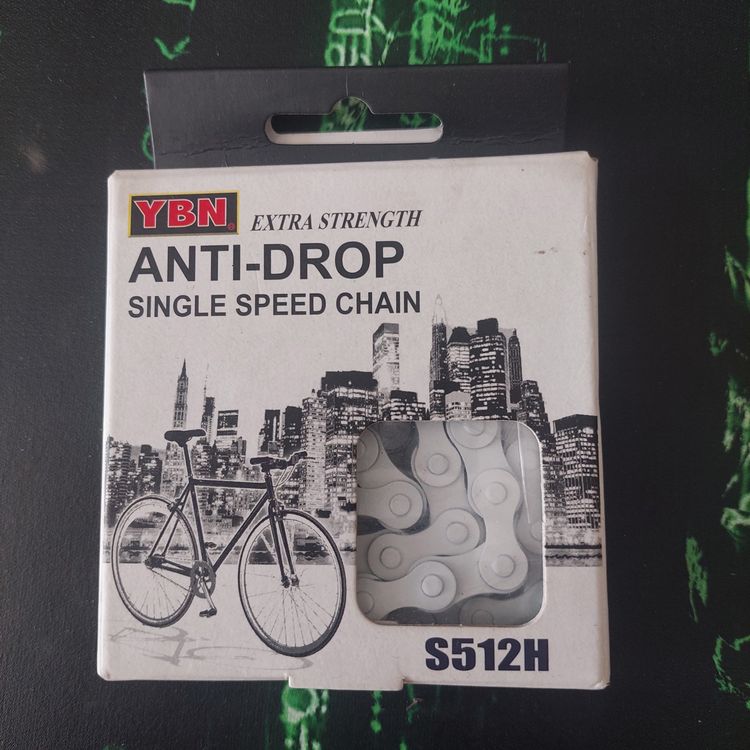 YBN
EXTRA STRENGTH
ANTI-DROP
SINGLE SPEED CHAIN
S512H